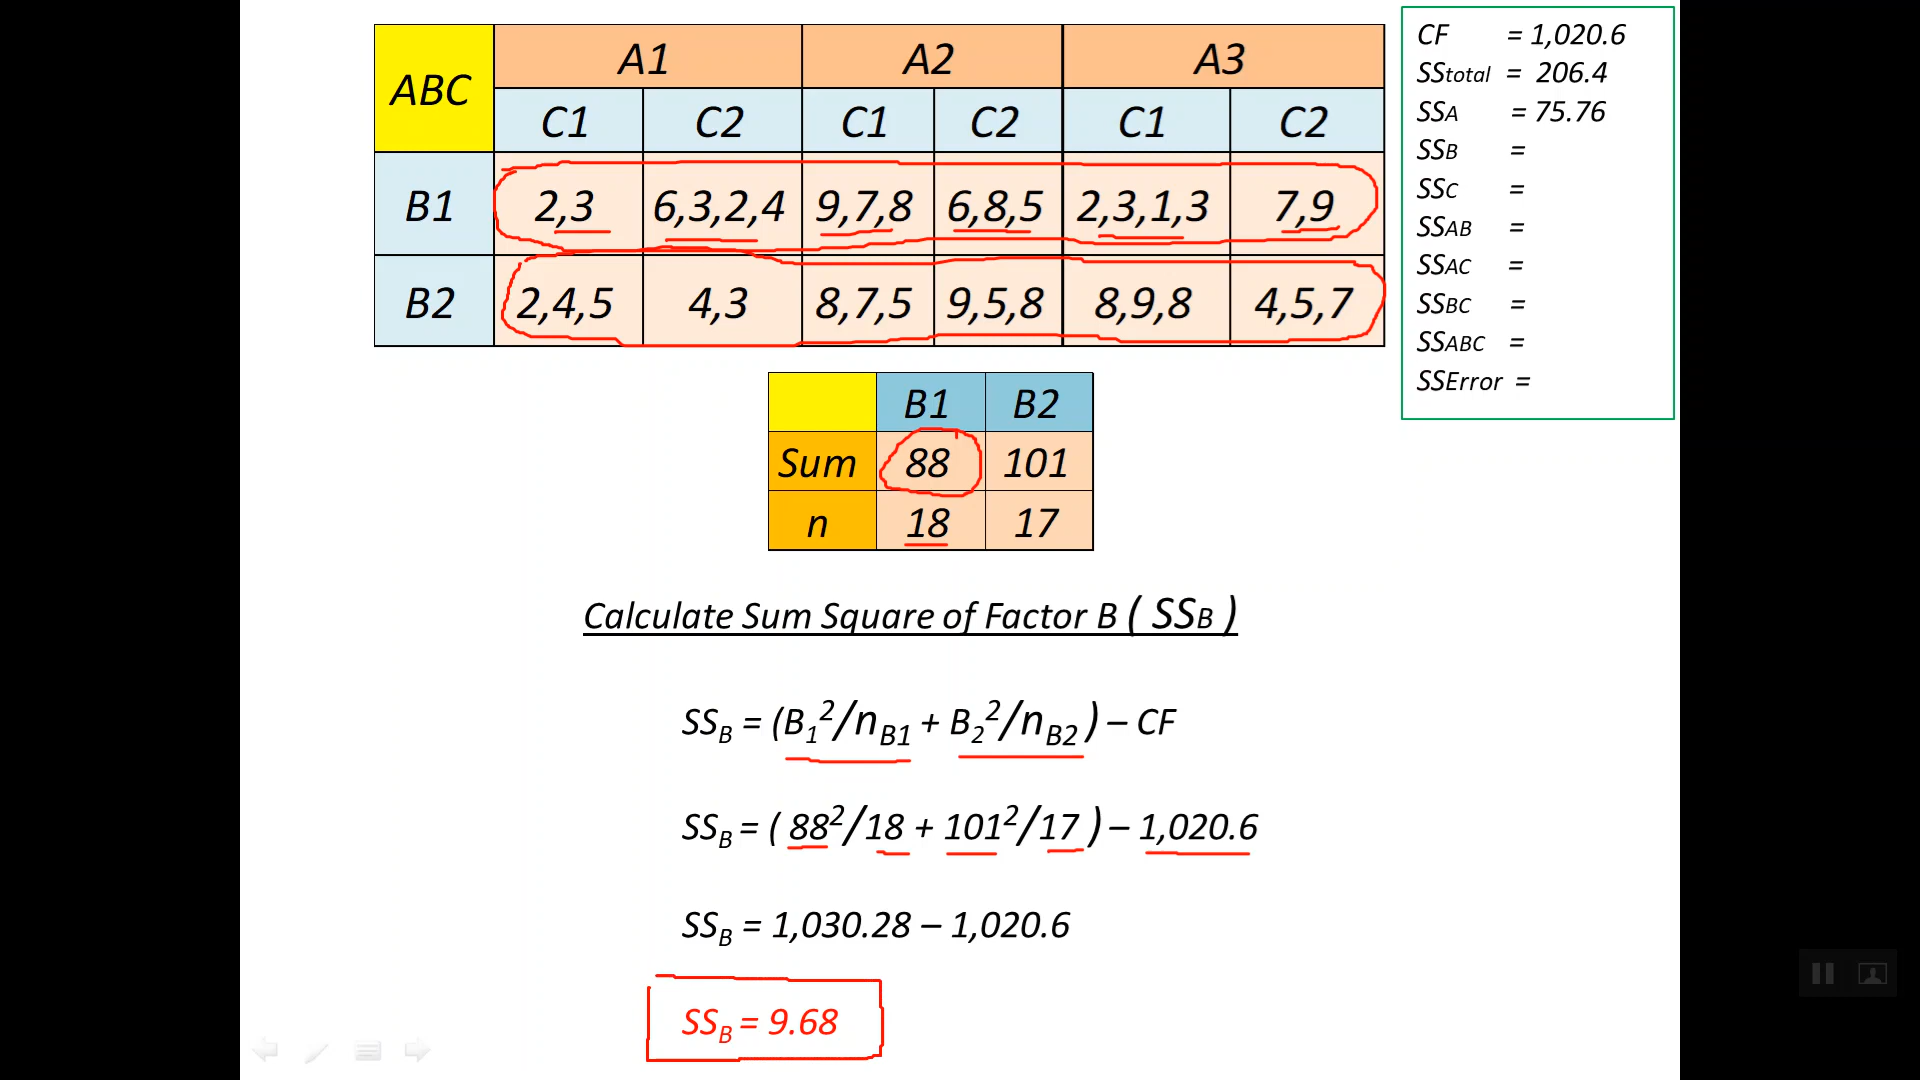 ABC A1 A2 A3
C1 C2 C1 C2 C1 C2
B1 2,3 6,3,2,4 9,7,8 6,8,5 2,3,1,3 7,9
B2 2,4,5 4,3 8,7,5 9,5,8 8,9,8 4,5,7
CF = 1,020.6
SStotal = 206.4
SSA = 75.76
SSB =
SSC =
SSAB =
SSAC =
SSBC =
SSABC =
SSError =
B1 B2
Sum 88 101
n 18 17
Calculate Sum Square of Factor B ( SSB )
SSB = (B₁²/nB1 + B₂²/nB2 ) – CF
SSB = ( 88²/18 + 101²/17 ) – 1,020.6
SSB = 1,030.28 – 1,020.6
SSB = 9.68